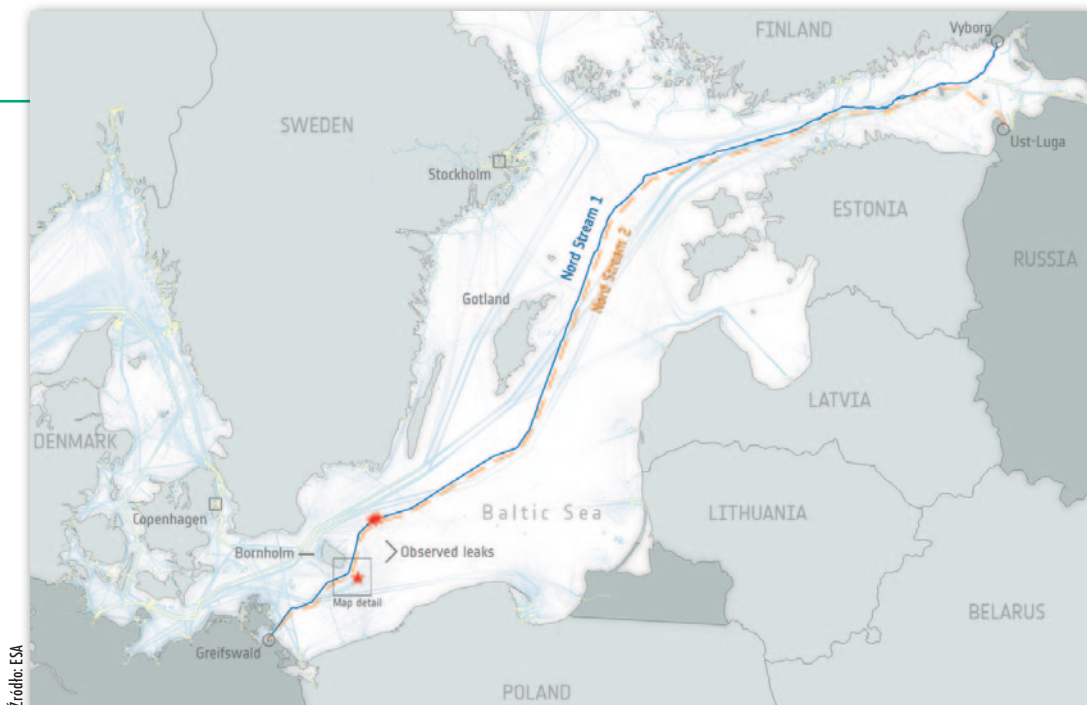 FINLAND
Vyborg
SWEDEN
Stockholm
Ust-Luga
ESTONIA
Nord Stream 1
Nord Stream 2
RUSSIA
Gotland
LATVIA
DENMARK
Copenhagen
Baltic Sea
LITHUANIA
Bornholm
Observed leaks
Map detail
BELARUS
Greifswald
POLAND
Źródło: ESA